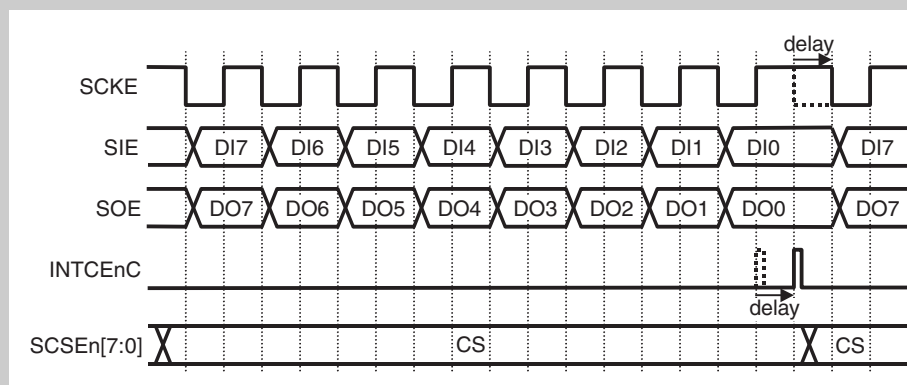 delay
SCKE
SIE DI7 DI6 DI5 DI4 DI3 DI2 DI1 DI0 DI7
SOE DO7 DO6 DO5 DO4 DO3 DO2 DO1 DO0 DO7
INTCEnC
delay
SCSEn[7:0] CS CS